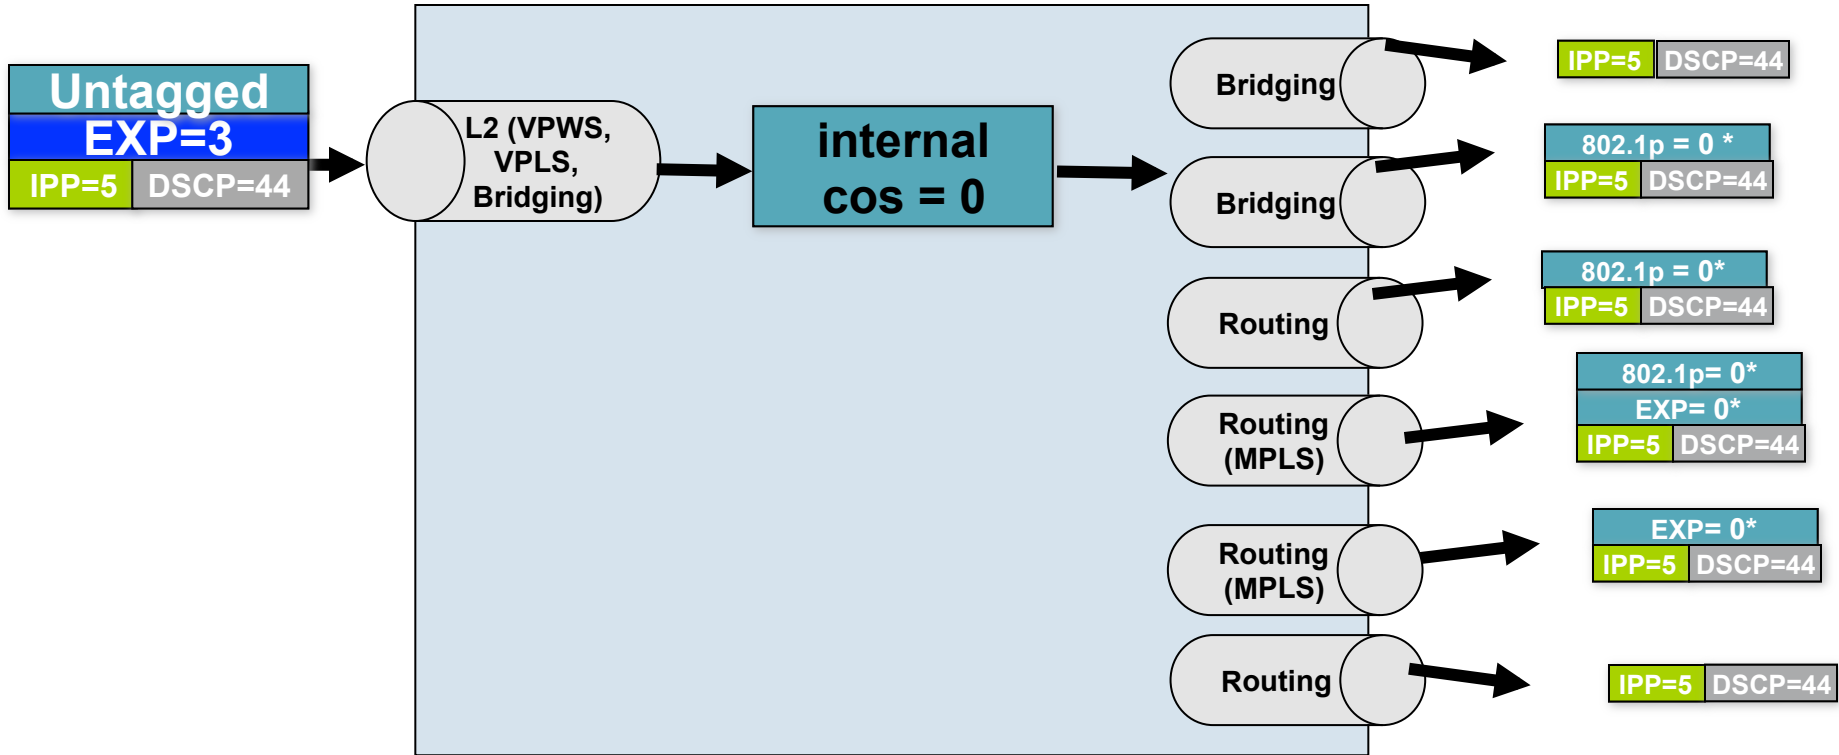 Untagged
EXP=3
IPP=5 DSCP=44
L2 (VPWS,
VPLS,
Bridging)
internal
cos = 0
Bridging
IPP=5 DSCP=44
Bridging
802.1p = 0 *
IPP=5 DSCP=44
Routing
802.1p = 0*
IPP=5 DSCP=44
Routing
(MPLS)
802.1p= 0*
EXP= 0*
IPP=5 DSCP=44
Routing
(MPLS)
EXP= 0*
IPP=5 DSCP=44
Routing
IPP=5 DSCP=44